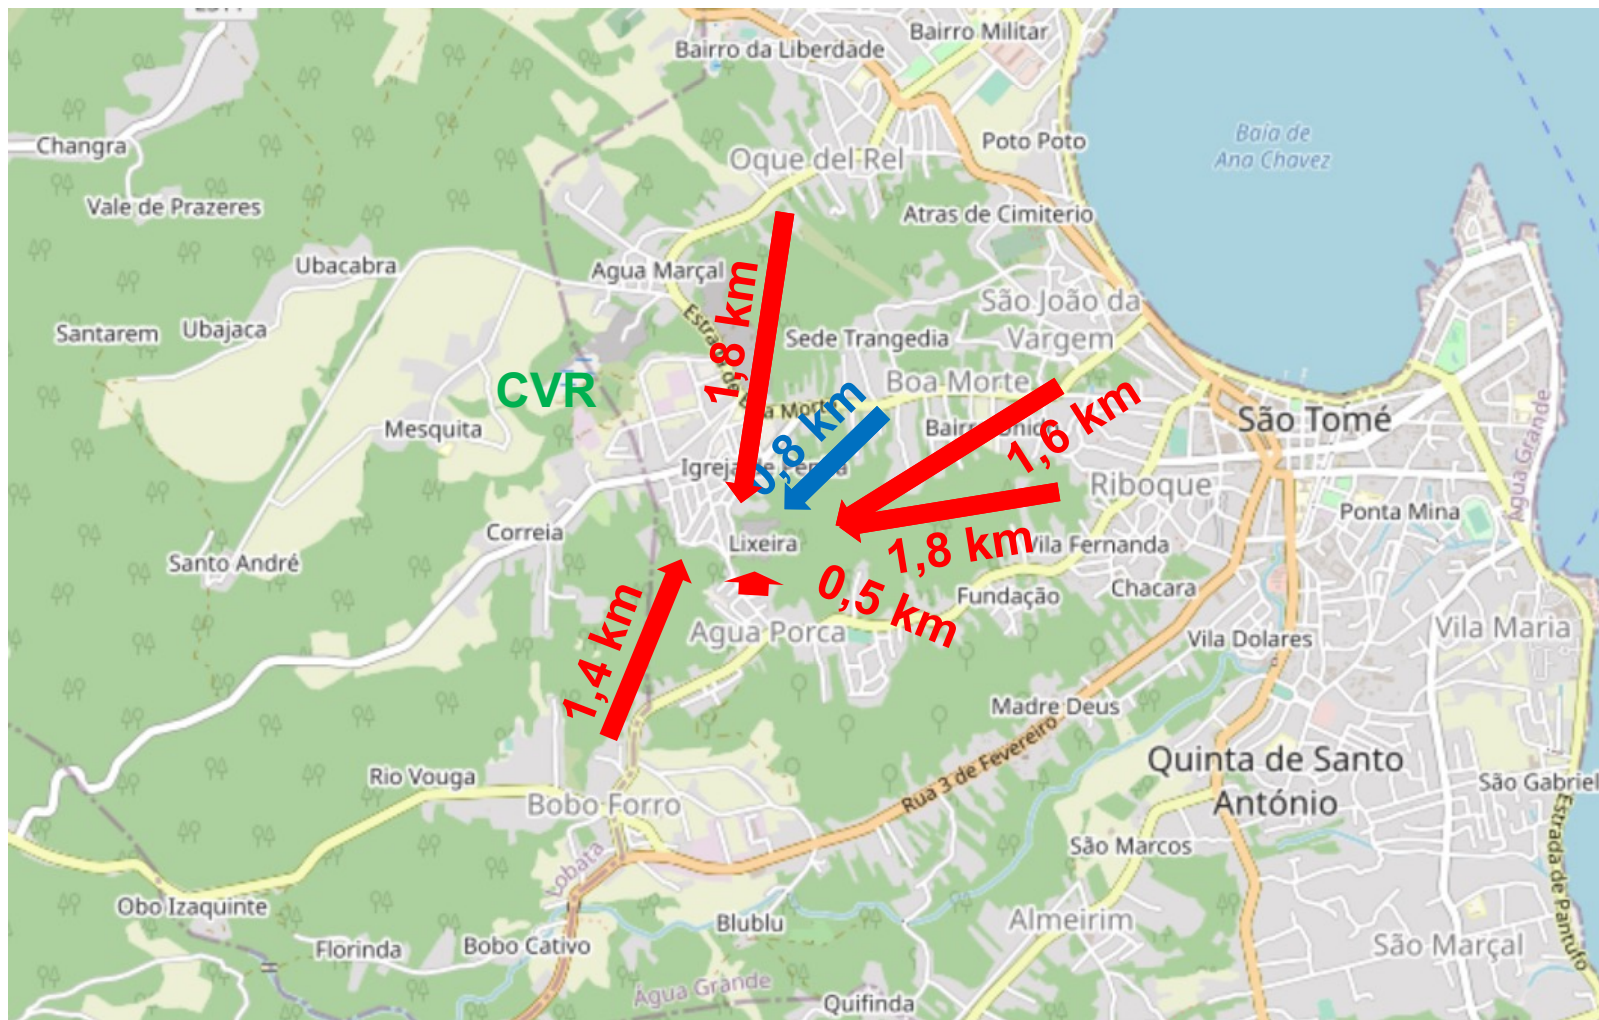 Bairro Militar
Bairro da Liberdade
Changra
Poto Poto
Baía de
Ana Chavez
Oque del Rel
Vale de Prazeres
Atras de Cimiterio
Ubacabra
Agua Marçal
São João da
Vargem
Santarem
Ubajaca
1,8 km
Sede Trangedia
Boa Morte
CVR
São Tomé
Água Grande
Mesquita
0,8 km
1,6 km
Riboque
Ponta Mina
Correia
Lixeira
1,8 km
Vila Fernanda
Santo André
Chacara
Fundação
0,5 km
1,4 km
Agua Porca
Vila Dolares
Vila Maria
Madre Deus
Rua 3 de Fevereiro
Quinta de Santo
António
Rio Vouga
Bobo Forro
São Gabriel
Estrada de Pantufo
São Marcos
Lobata
Obo Izaquinte
Blublu
Almeirim
Florinda
Bobo Cativo
São Marçal
Água Grande
Quifinda